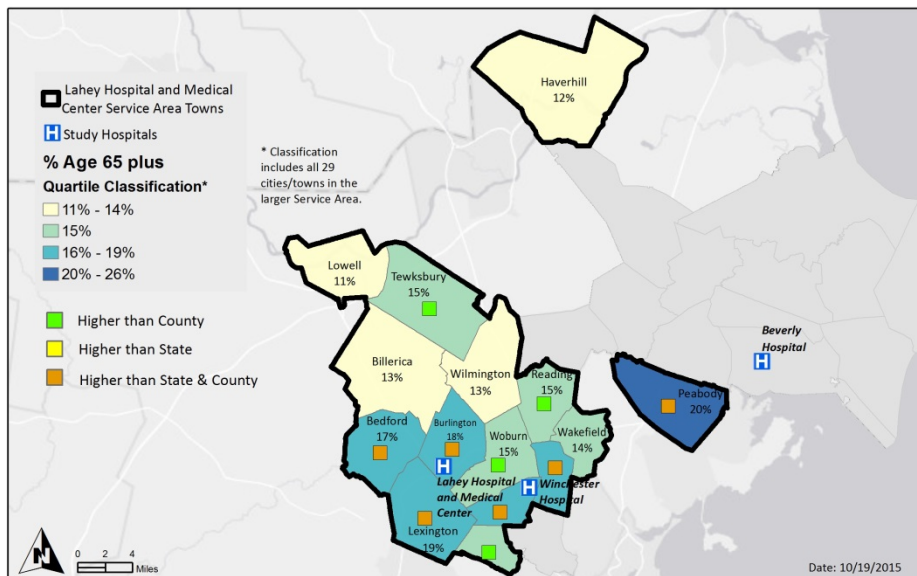 Lahey Hospital and Medical
Center Service Area Towns
H Study Hospitals
% Age 65 plus
Quartile Classification*
11% - 14%
15%
16% - 19%
20% - 26%
Higher than County
Higher than State
Higher than State & County
* Classification
includes all 29
cities/towns in the
larger Service Area.
Haverhill
12%
Lowell
11%
Tewksbury
15%
Billerica
13%
Wilmington
13%
Reading
15%
Beverly
Hospital
H
Peabody
20%
Bedford
17%
Burlington
18%
Woburn
15%
Wakefield
14%
H
Lahey Hospital
and Medical
Center
H
Winchester
Hospital
Lexington
19%
N
0 2 4
Miles
Date: 10/19/2015